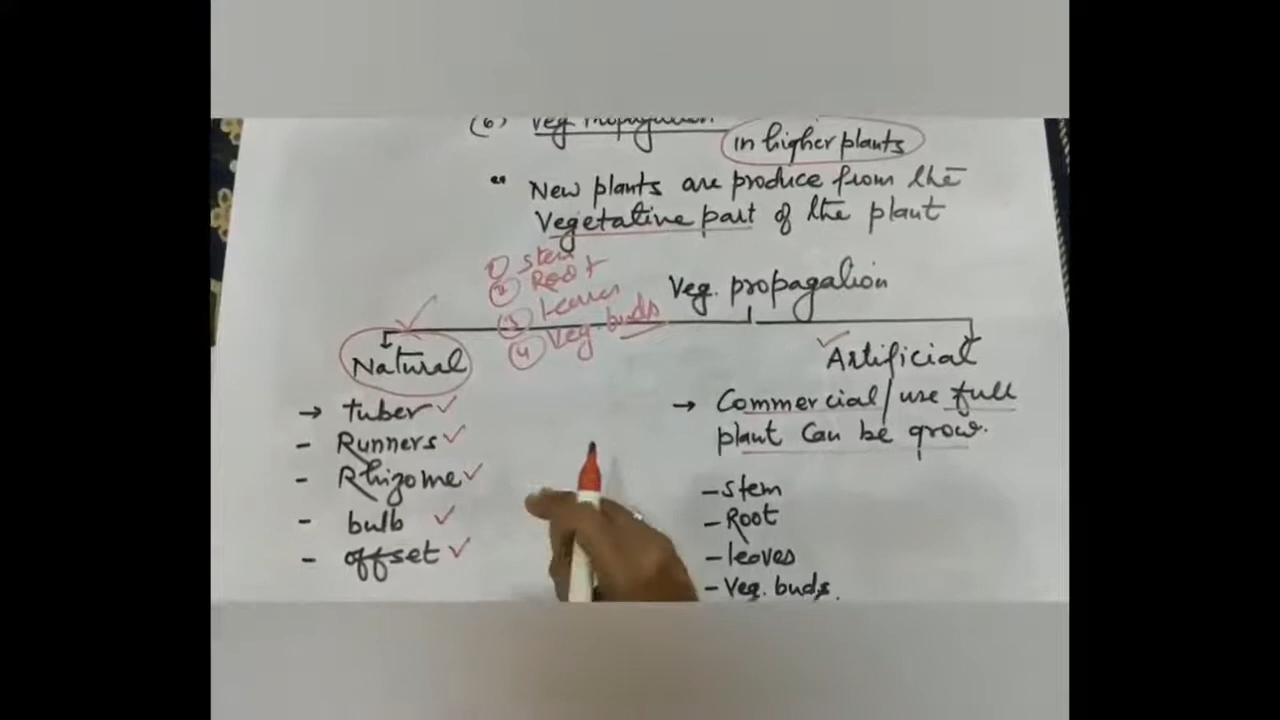 (6) Veg. Propagation
in higher plants
New plants are produce from the
Vegetative part of the plant
① stem
② Root
③ leaves
④ Veg. buds
Veg. propagation
Natural
Artificial
→ tuber ✓
- Runners ✓
- Rhizome ✓
- bulb ✓
- offset ✓
→ Commercial/use full
plant can be grow.
- stem
- Root
- leaves
- Veg. buds.